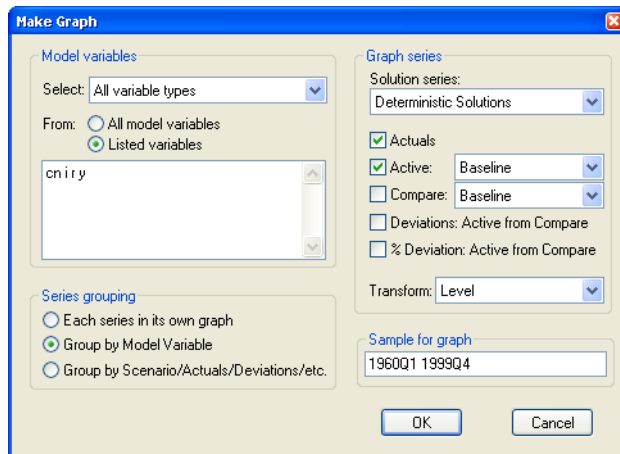 Make Graph
Model variables
Select: All variable types
From: All model variables
Listed variables
cn i r y
Series grouping
Each series in its own graph
Group by Model Variable
Group by Scenario/Actuals/Deviations/etc.
Graph series
Solution series:
Deterministic Solutions
Actuals
Active: Baseline
Compare: Baseline
Deviations: Active from Compare
% Deviation: Active from Compare
Transform: Level
Sample for graph
1960Q1 1999Q4
OK Cancel